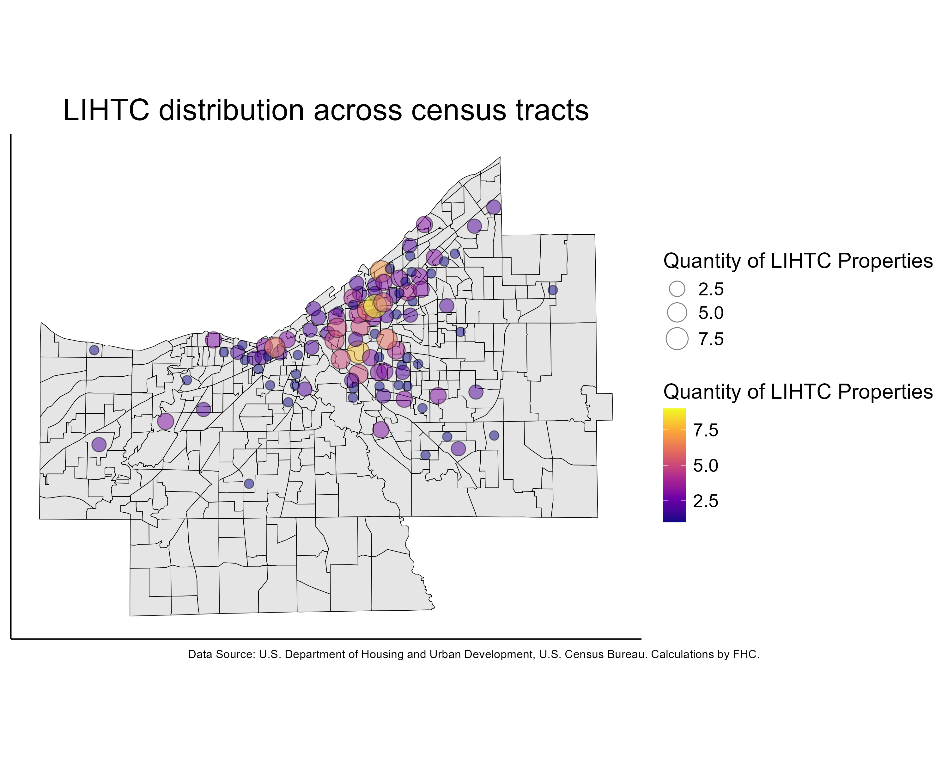 LIHTC distribution across census tracts
Quantity of LIHTC Properties
2.5
5.0
7.5
Quantity of LIHTC Properties
7.5
5.0
2.5
Data Source: U.S. Department of Housing and Urban Development, U.S. Census Bureau. Calculations by FHC.